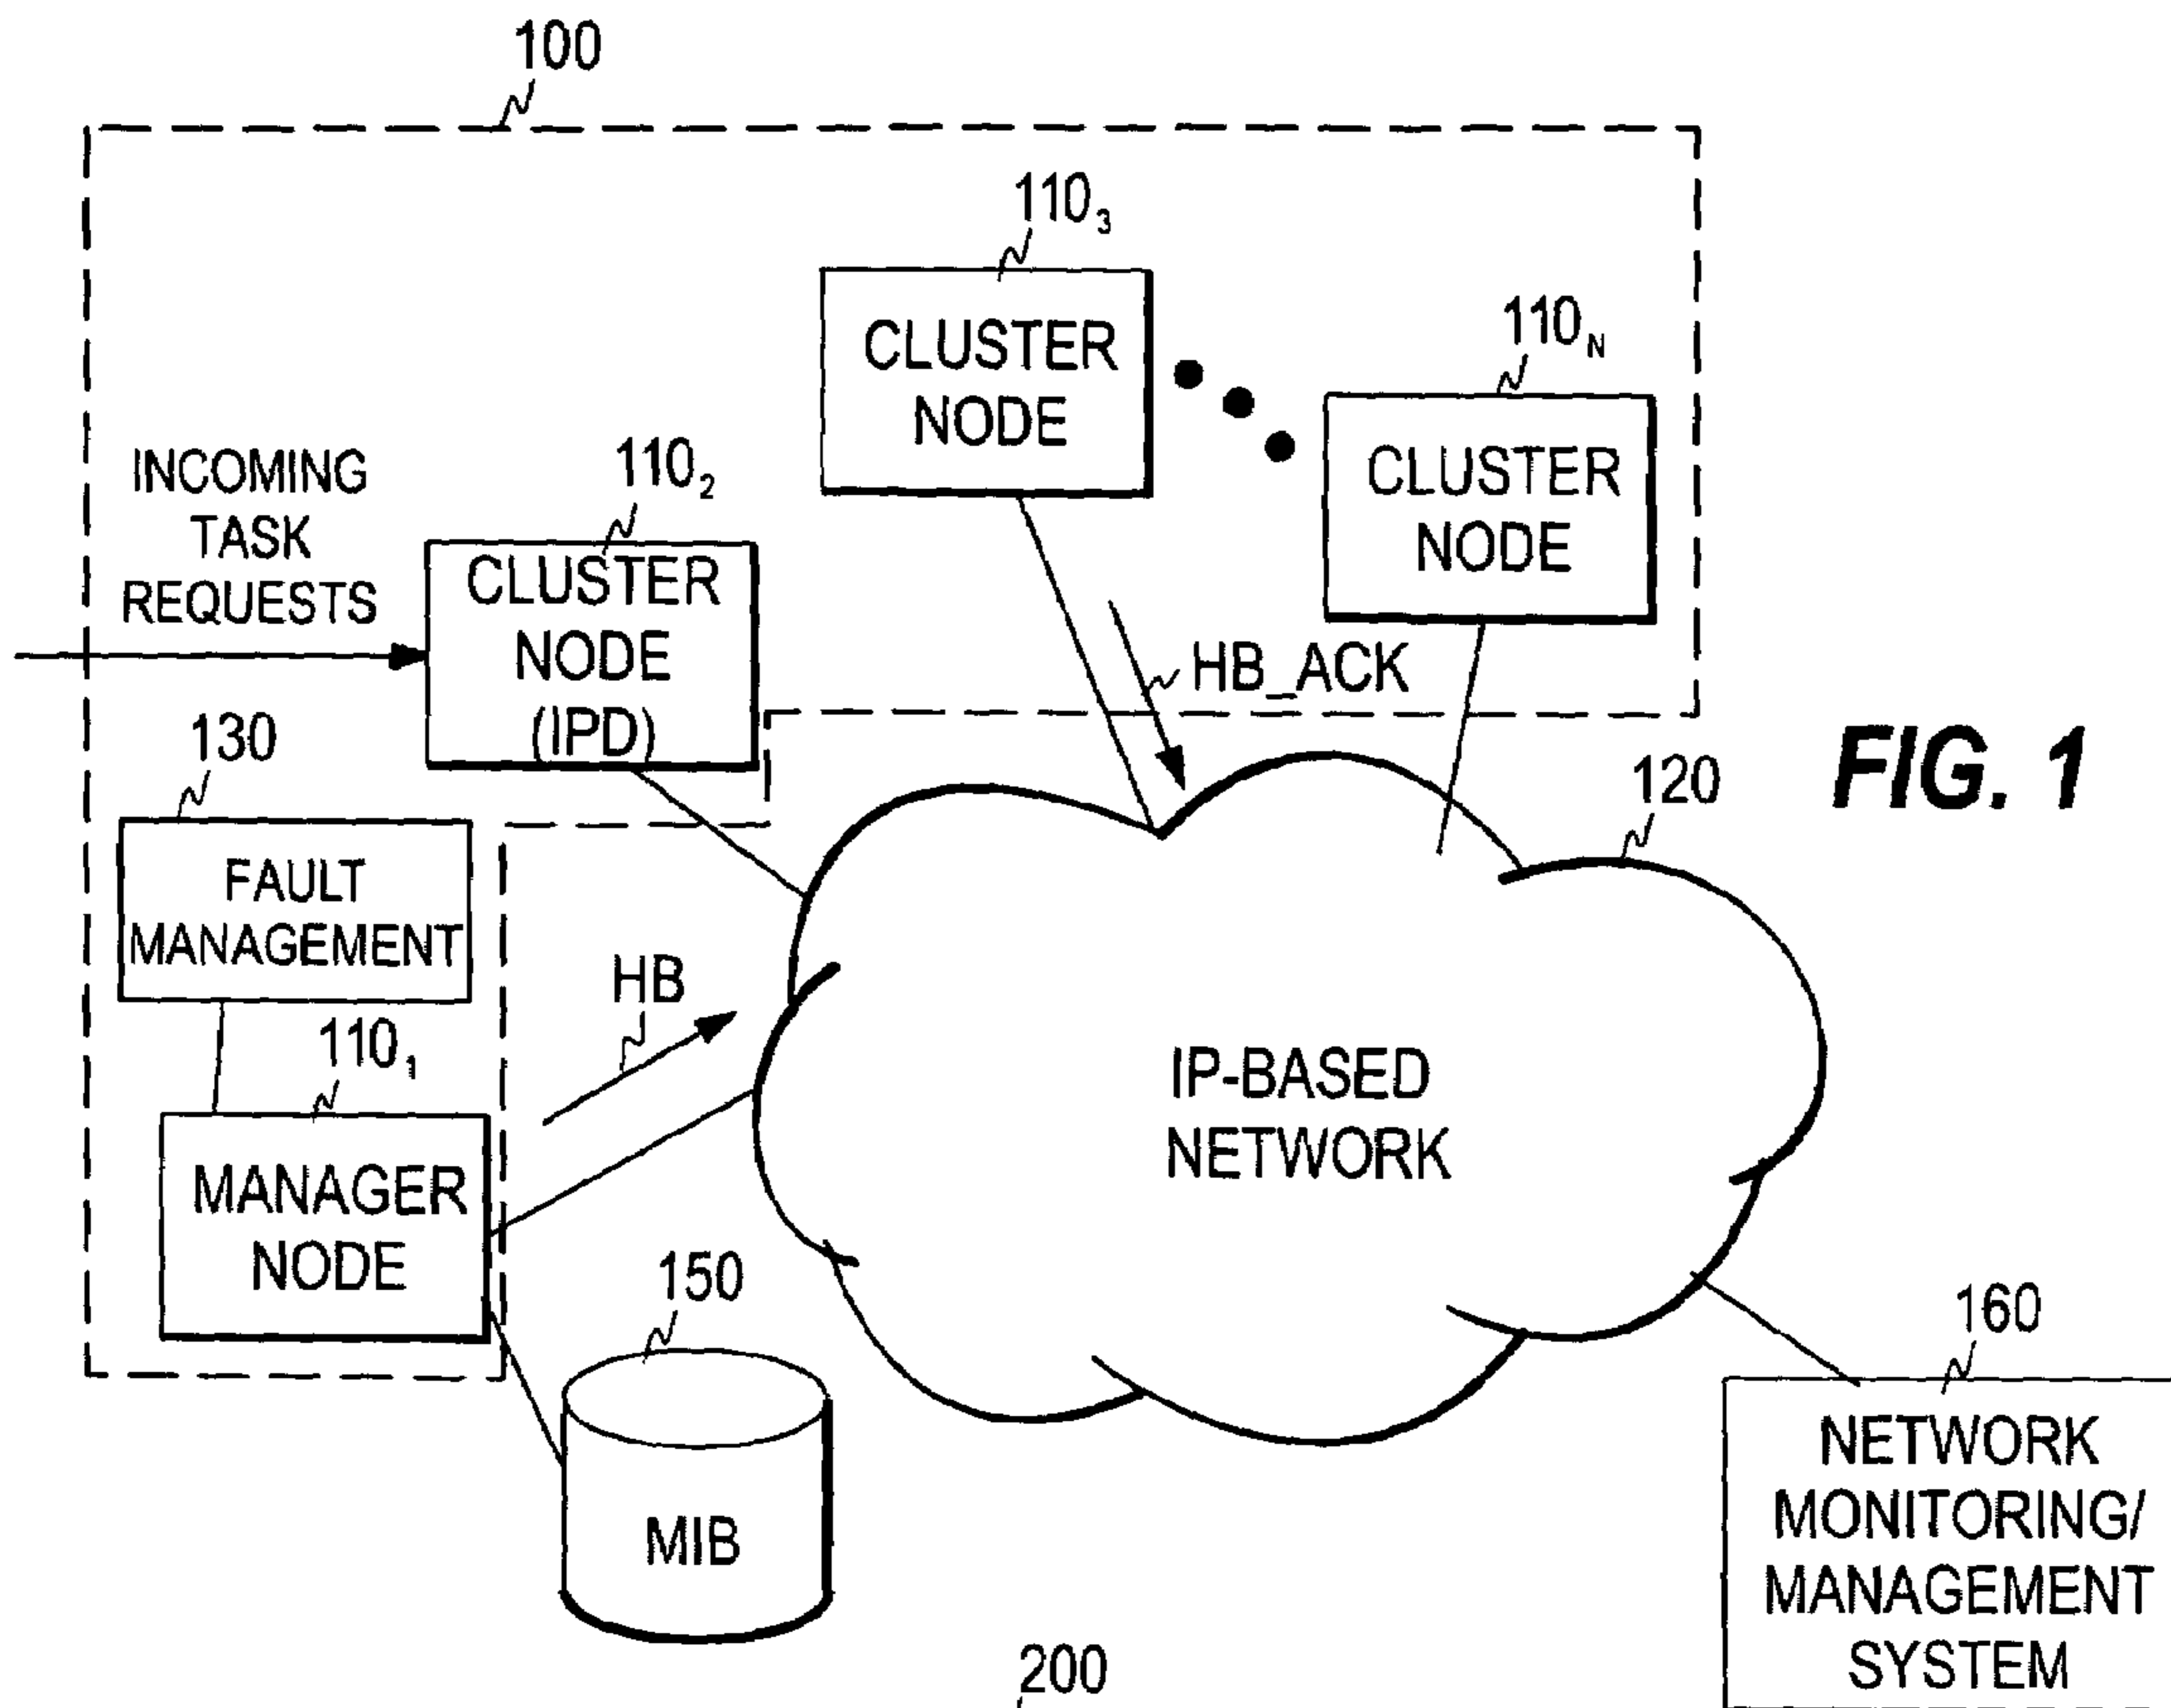 100
110₃
CLUSTER
NODE
110N
CLUSTER
NODE
INCOMING
TASK
REQUESTS
110₂
CLUSTER
NODE
(IPD)
HB_ACK
FIG. 1
130
FAULT
MANAGEMENT
120
HB
110₁
MANAGER
NODE
IP-BASED
NETWORK
150
MIB
160
NETWORK
MONITORING/
MANAGEMENT
SYSTEM
200